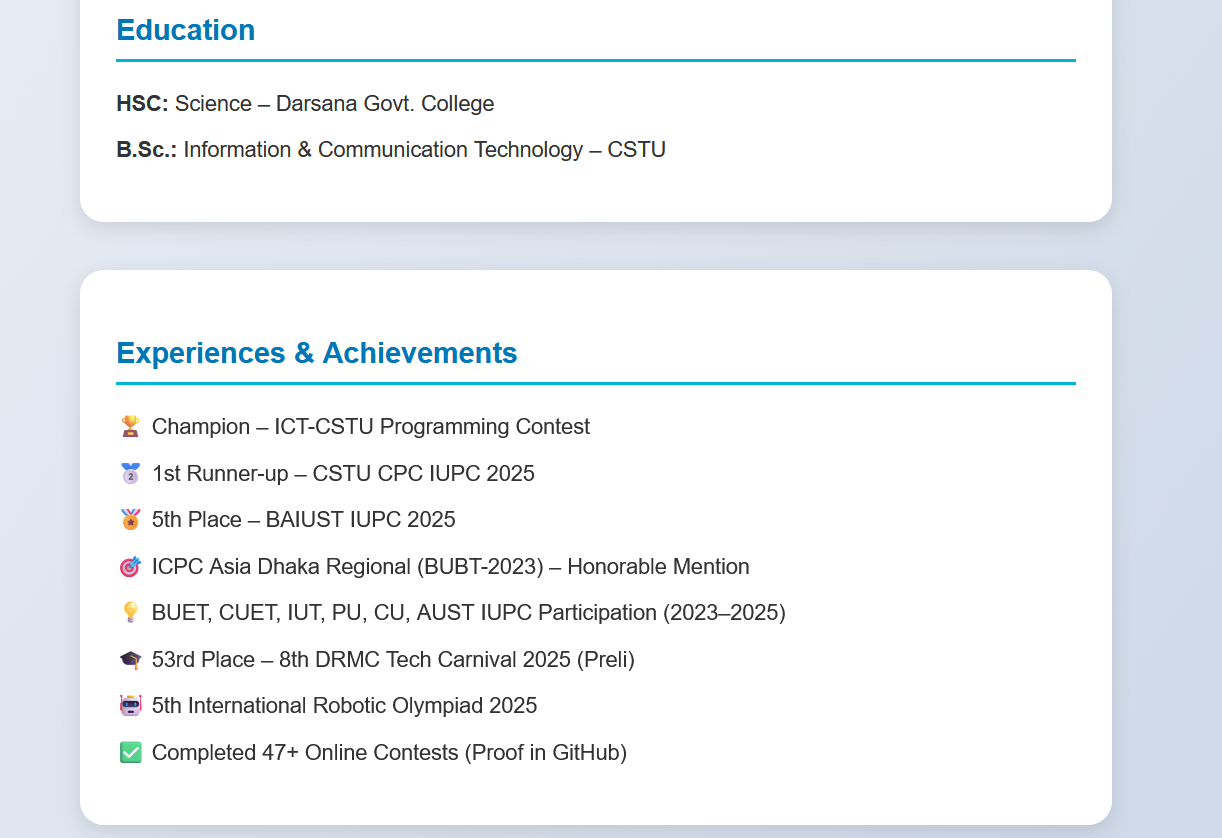 Education
HSC: Science – Darsana Govt. College
B.Sc.: Information & Communication Technology – CSTU
Experiences & Achievements
🏆 Champion – ICT-CSTU Programming Contest
🥈 1st Runner-up – CSTU CPC IUPC 2025
🏅 5th Place – BAIUST IUPC 2025
🎯 ICPC Asia Dhaka Regional (BUBT-2023) – Honorable Mention
💡 BUET, CUET, IUT, PU, CU, AUST IUPC Participation (2023–2025)
🎓 53rd Place – 8th DRMC Tech Carnival 2025 (Preli)
🤖 5th International Robotic Olympiad 2025
✅ Completed 47+ Online Contests (Proof in GitHub)